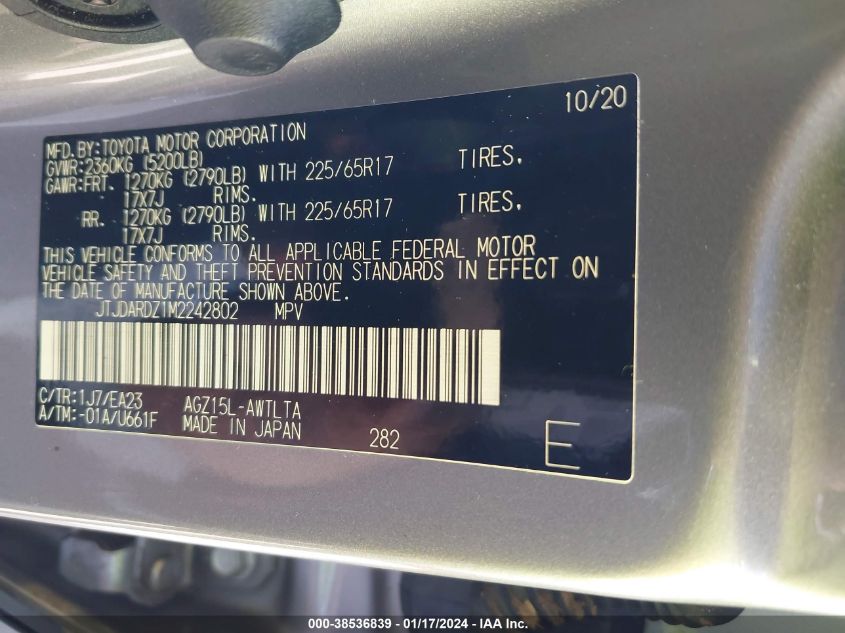 10/20
MFD.BY:TOYOTA MOTOR CORPORATION
GVWR:2360KG (5200LB)
GAWR:FRT. 1270KG (2790LB) WITH 225/65R17 TIRES,
17X7J RIMS.
RR. 1270KG (2790LB) WITH 225/65R17 TIRES,
17X7J RIMS.
THIS VEHICLE CONFORMS TO ALL APPLICABLE FEDERAL MOTOR
VEHICLE SAFETY AND THEFT PREVENTION STANDARDS IN EFFECT ON
THE DATE OF MANUFACTURE SHOWN ABOVE.
JTJDARDZ1M2242802 MPV
C/TR:1J7/EA23 AGZ15L-AWTLTA
A/TM:-01A/U661F MADE IN JAPAN 282 E
000-38536839 - 01/17/2024 - IAA Inc.